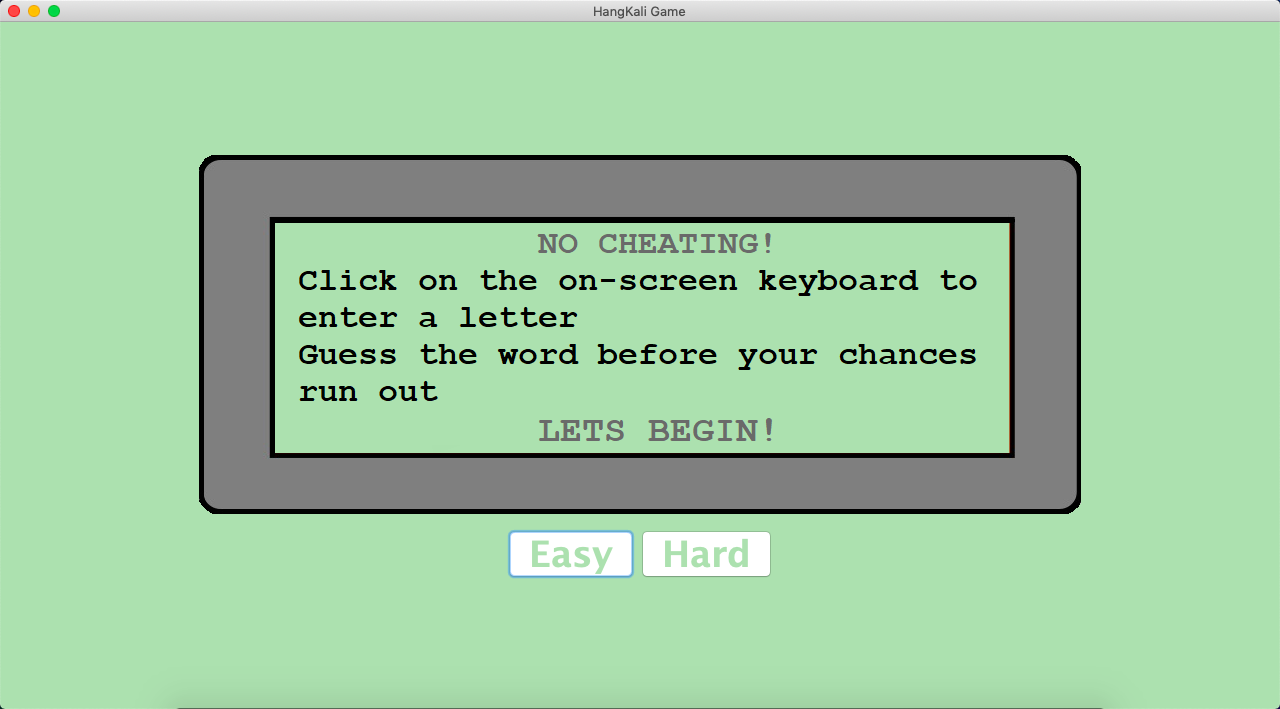 HangKali Game
NO CHEATING!
Click on the on-screen keyboard to
enter a letter
Guess the word before your chances
run out
LETS BEGIN!
Easy Hard